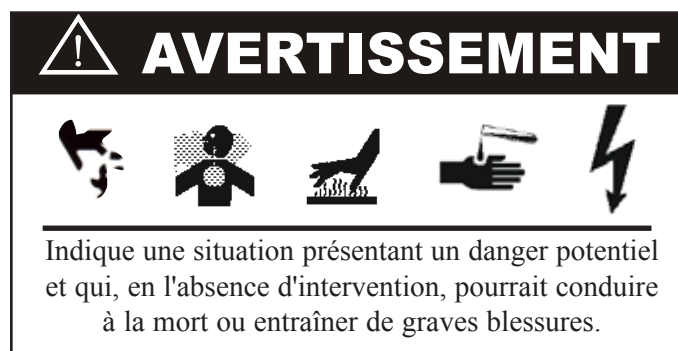 AVERTISSEMENT
Indique une situation présentant un danger potentiel
et qui, en l'absence d'intervention, pourrait conduire
à la mort ou entraîner de graves blessures.